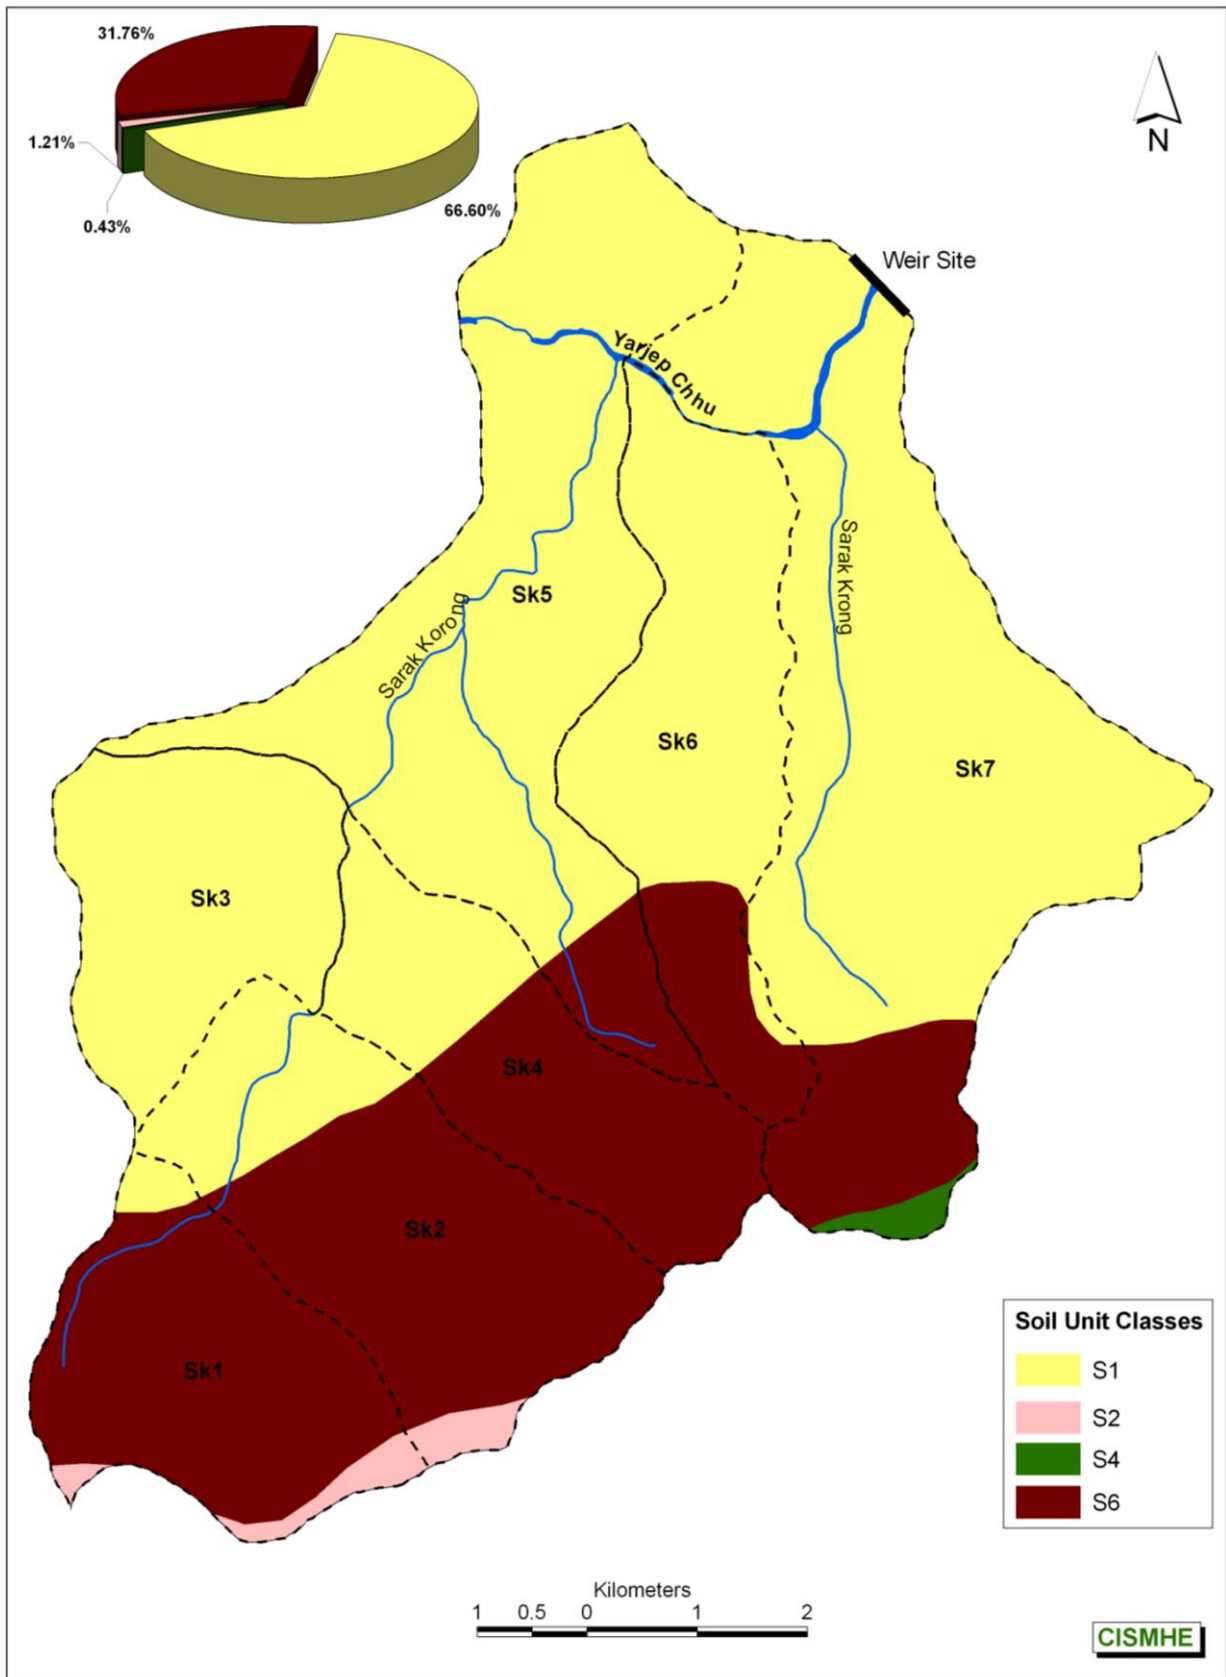 31.76%
1.21%
0.43%
66.60%
N
Weir Site
Yarjep Chhu
Sarak Krong
Sk5
Sarak Korong
Sk6
Sk7
Sk3
Sk4
Sk2
Sk1
Soil Unit Classes
S1
S2
S4
S6
Kilometers
1 0.5 0 1 2
CISMHE